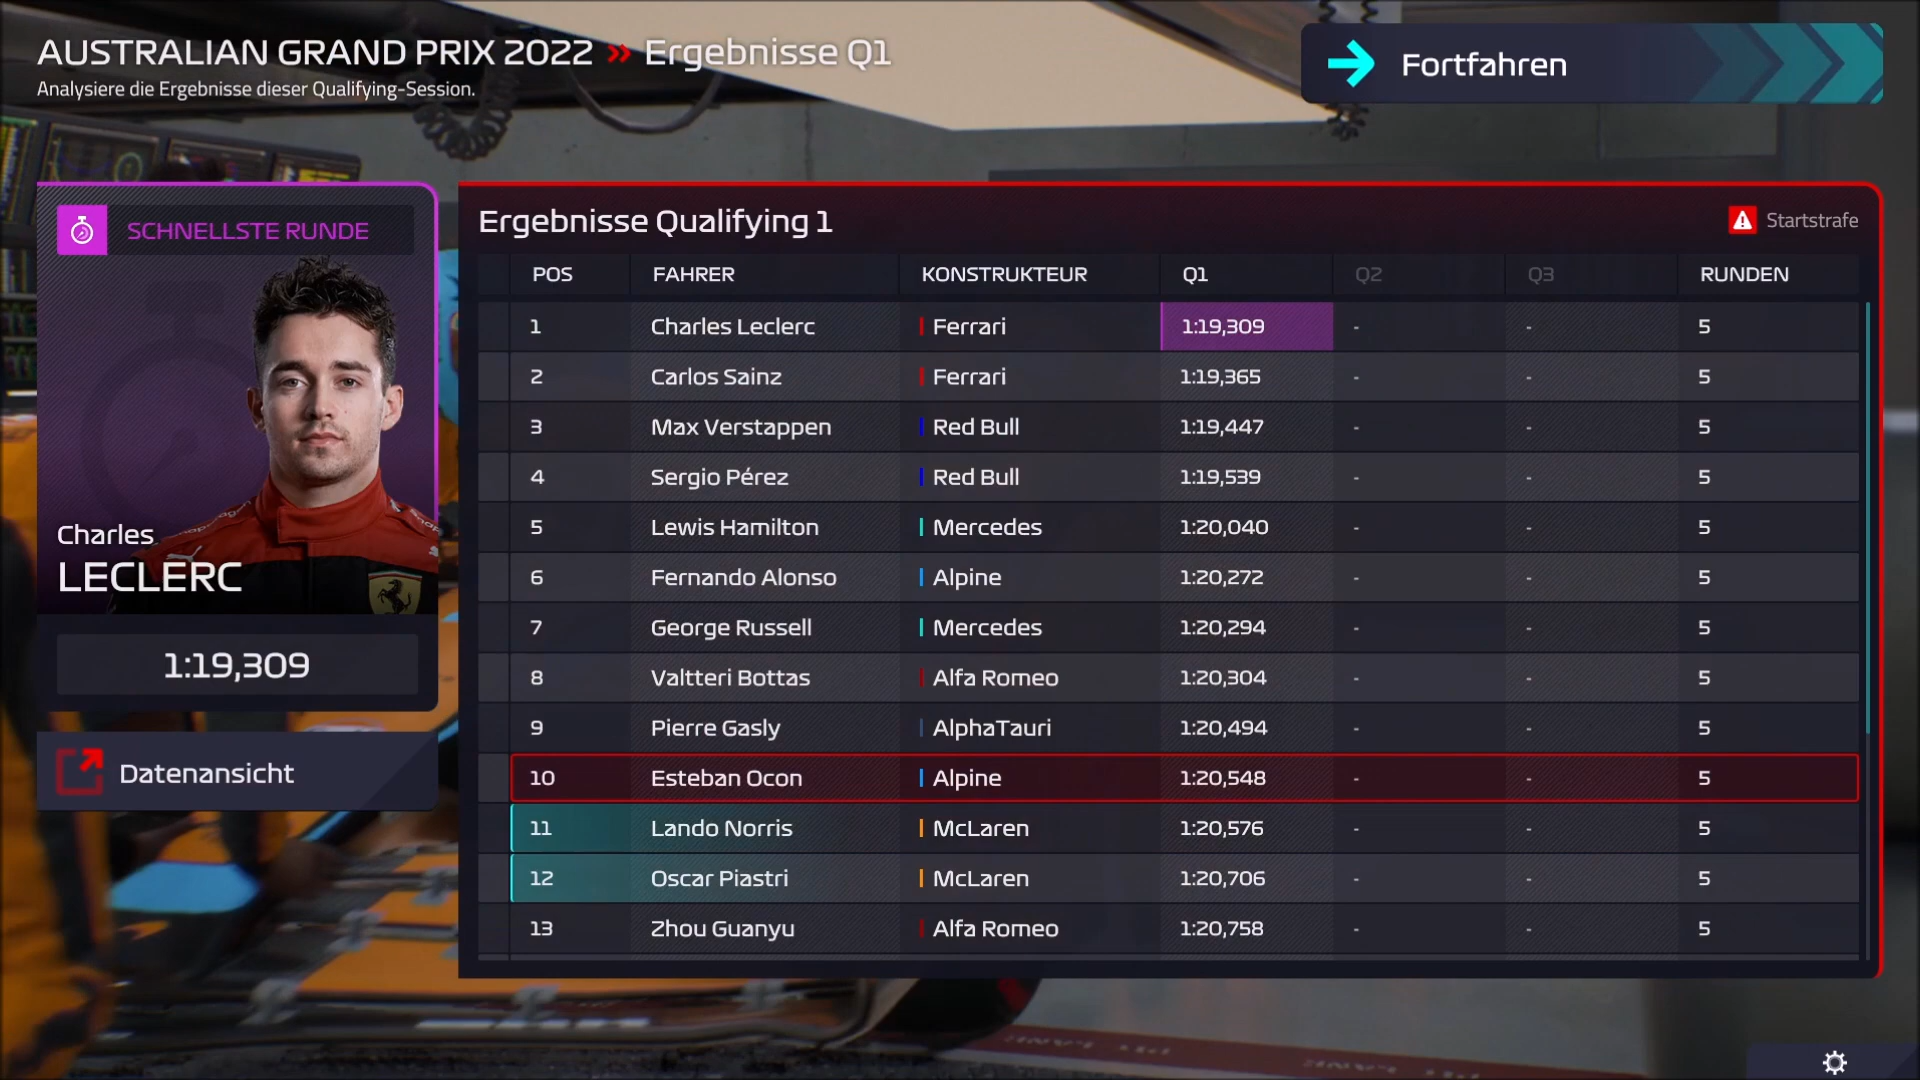 AUSTRALIAN GRAND PRIX 2022 » Ergebnisse Q1
Analysiere die Ergebnisse dieser Qualifying-Session.
Fortfahren
SCHNELLSTE RUNDE
Charles
LECLERC
1:19,309
Datenansicht
Ergebnisse Qualifying 1
Startstrafe
POS FAHRER KONSTRUKTEUR Q1 Q2 Q3 RUNDEN
1 Charles Leclerc Ferrari 1:19,309 - - 5
2 Carlos Sainz Ferrari 1:19,365 - - 5
3 Max Verstappen Red Bull 1:19,447 - - 5
4 Sergio Pérez Red Bull 1:19,539 - - 5
5 Lewis Hamilton Mercedes 1:20,040 - - 5
6 Fernando Alonso Alpine 1:20,272 - - 5
7 George Russell Mercedes 1:20,294 - - 5
8 Valtteri Bottas Alfa Romeo 1:20,304 - - 5
9 Pierre Gasly AlphaTauri 1:20,494 - - 5
10 Esteban Ocon Alpine 1:20,548 - - 5
11 Lando Norris McLaren 1:20,576 - - 5
12 Oscar Piastri McLaren 1:20,706 - - 5
13 Zhou Guanyu Alfa Romeo 1:20,758 - - 5